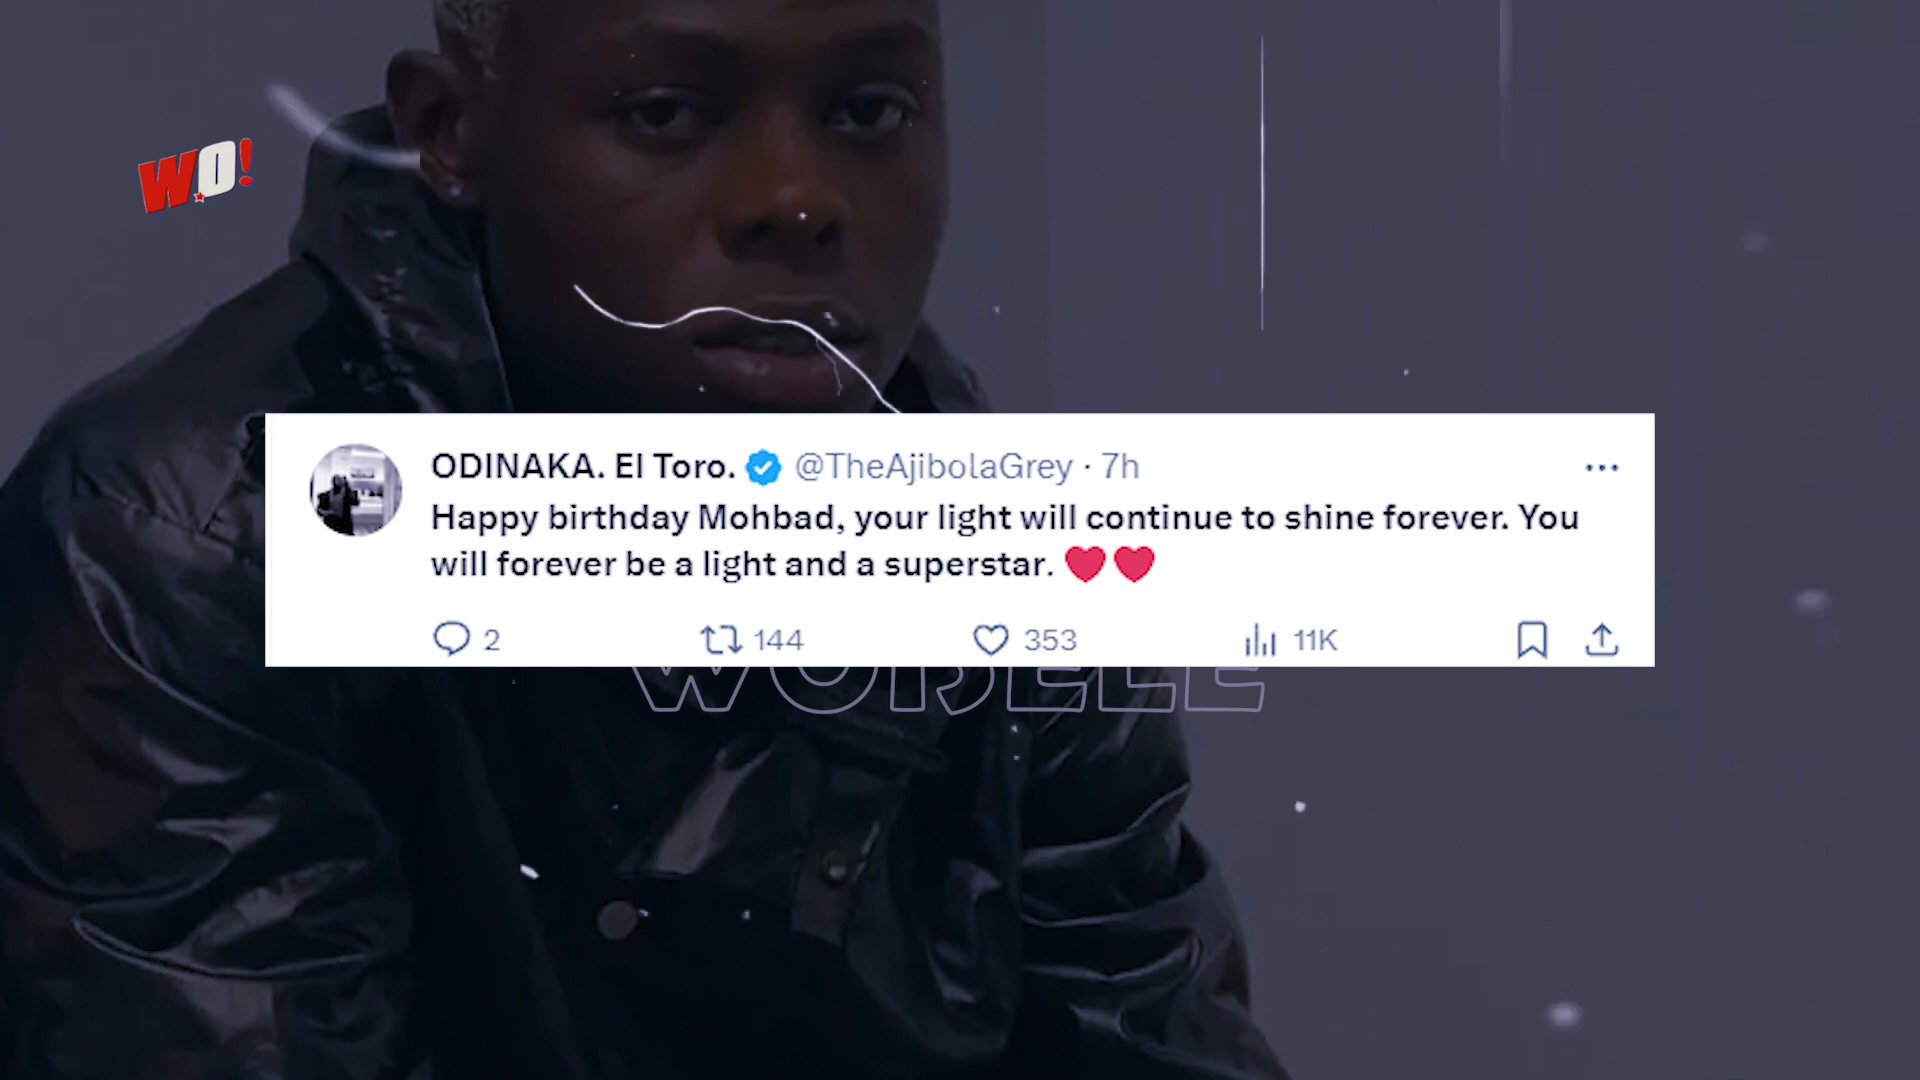 W.O!
ODINAKA. El Toro. @TheAjibolaGrey · 7h
Happy birthday Mohbad, your light will continue to shine forever. You
will forever be a light and a superstar. ❤️❤️
2 144 353 11K